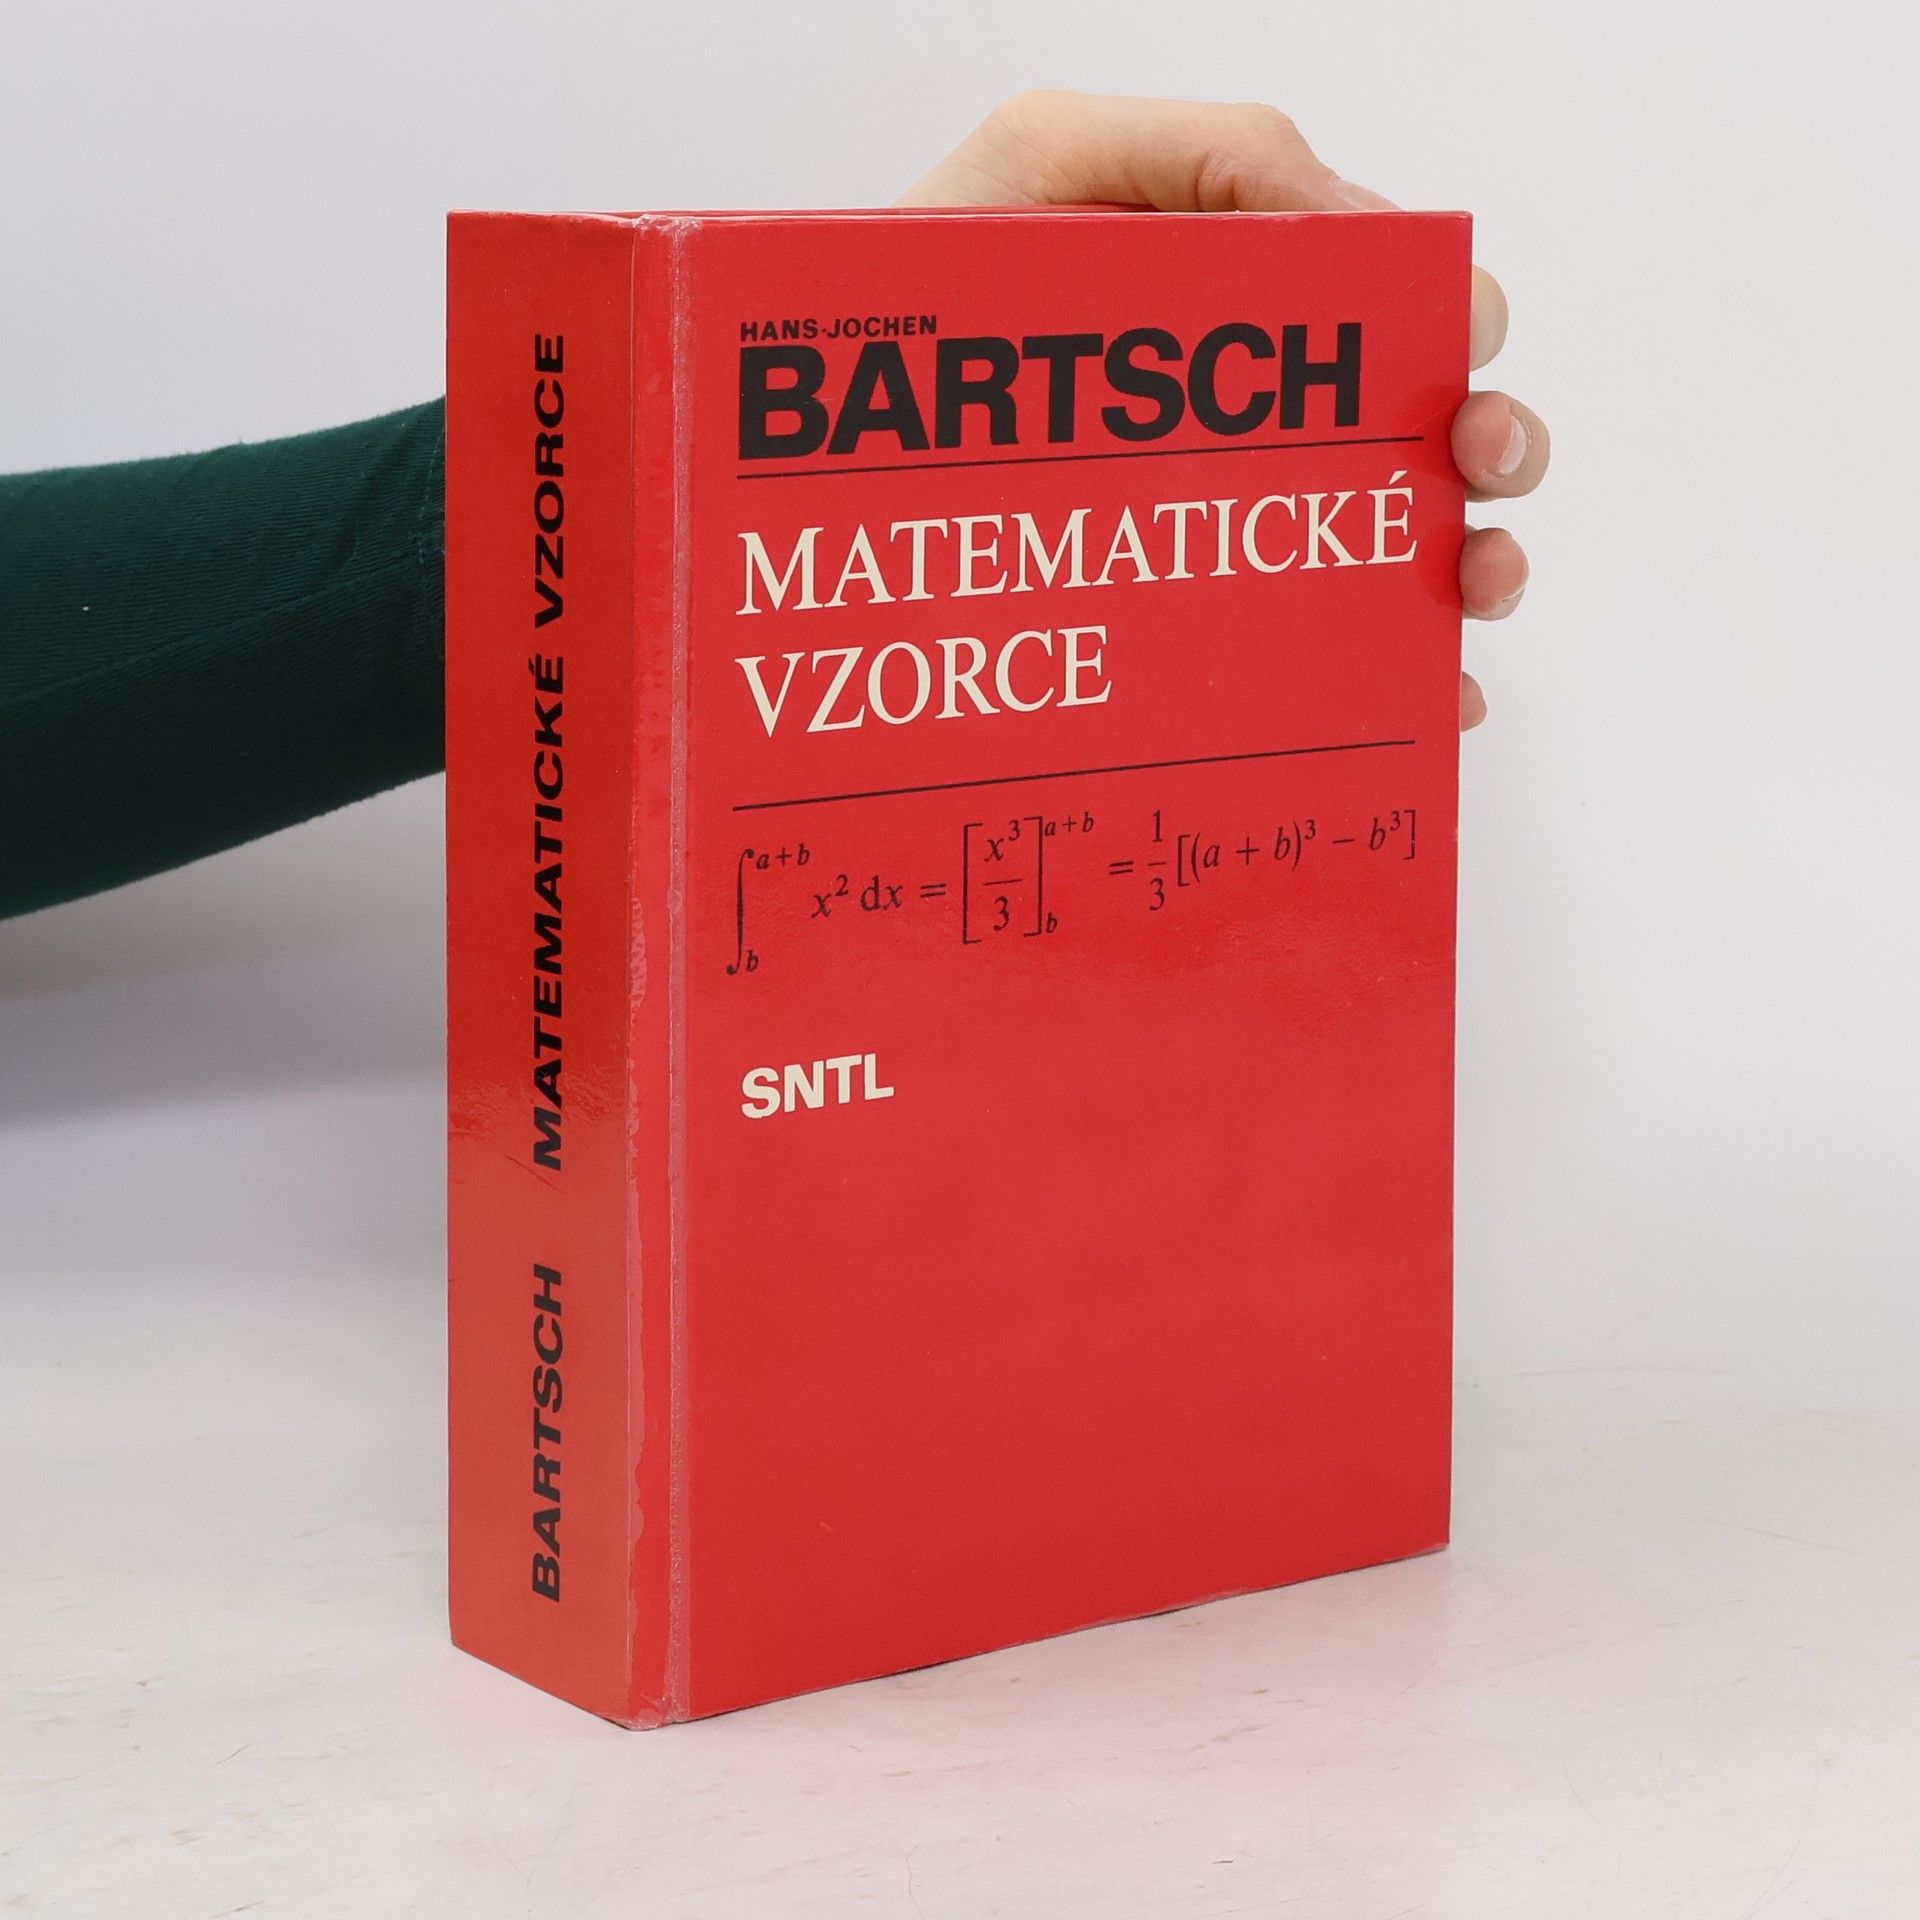 BARTSCH MATEMATICKÉ VZORCE
HANS-JOCHEN
BARTSCH
MATEMATICKÉ
VZORCE
∫_b^{a+b} x² dx = [x³/3]_b^{a+b} = 1/3 [(a + b)³ − b³]
SNTL